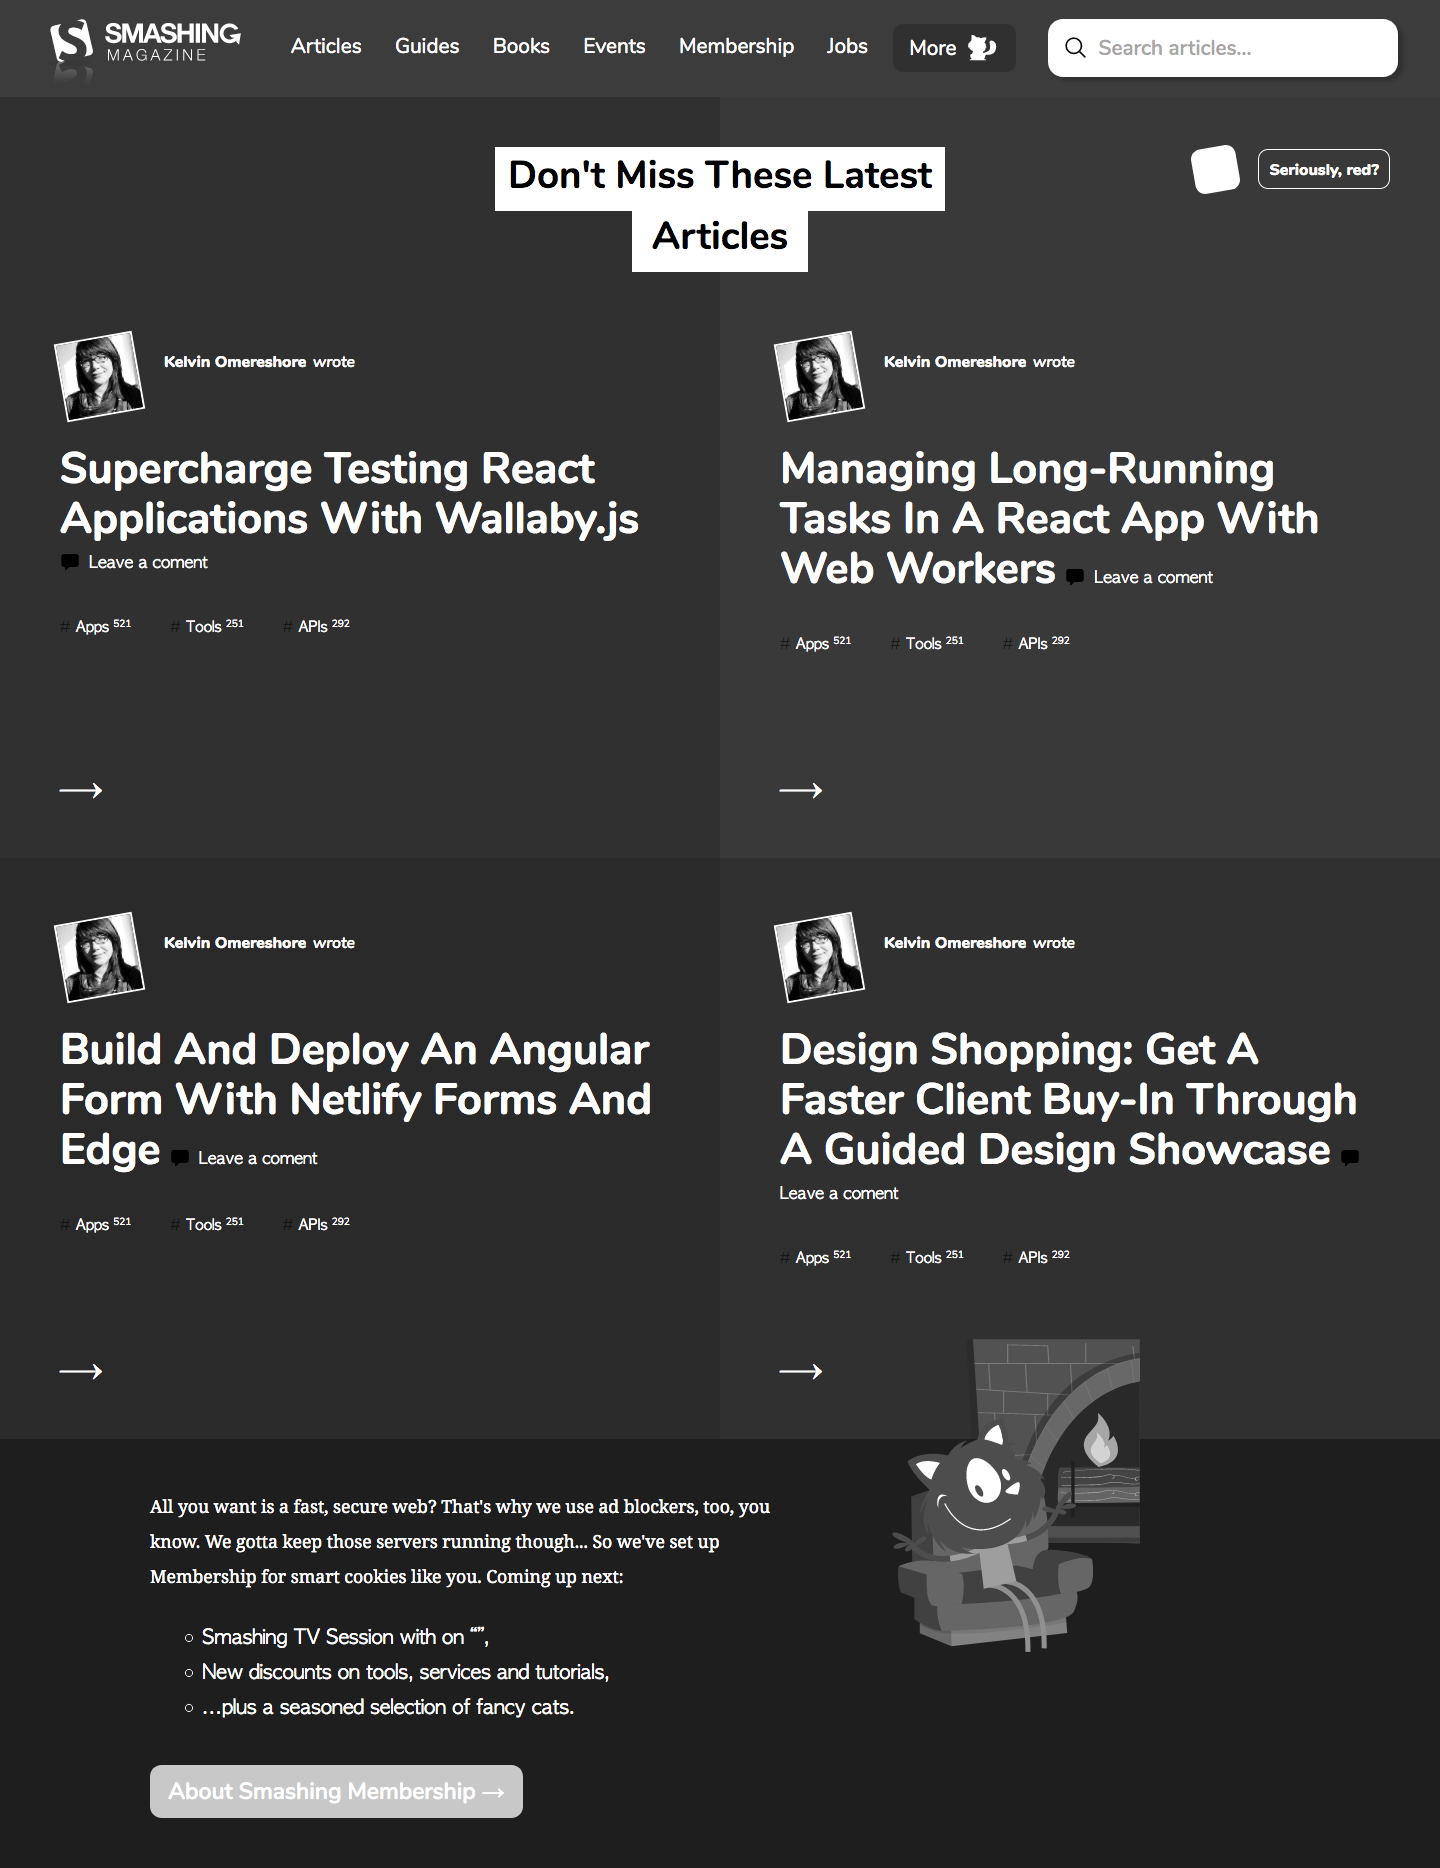 SMASHING
MAGAZINE
Articles Guides Books Events Membership Jobs More Search articles...
Don't Miss These Latest
Articles
Seriously, red?
Kelvin Omereshore wrote
Supercharge Testing React
Applications With Wallaby.js
Leave a coment
# Apps 521 # Tools 251 # APIs 292
→
Kelvin Omereshore wrote
Managing Long-Running
Tasks In A React App With
Web Workers Leave a coment
# Apps 521 # Tools 251 # APIs 292
→
Kelvin Omereshore wrote
Build And Deploy An Angular
Form With Netlify Forms And
Edge Leave a coment
# Apps 521 # Tools 251 # APIs 292
→
Kelvin Omereshore wrote
Design Shopping: Get A
Faster Client Buy-In Through
A Guided Design Showcase
Leave a coment
# Apps 521 # Tools 251 # APIs 292
→
All you want is a fast, secure web? That's why we use ad blockers, too, you
know. We gotta keep those servers running though... So we've set up
Membership for smart cookies like you. Coming up next:
Smashing TV Session with on “”,
New discounts on tools, services and tutorials,
…plus a seasoned selection of fancy cats.
About Smashing Membership →